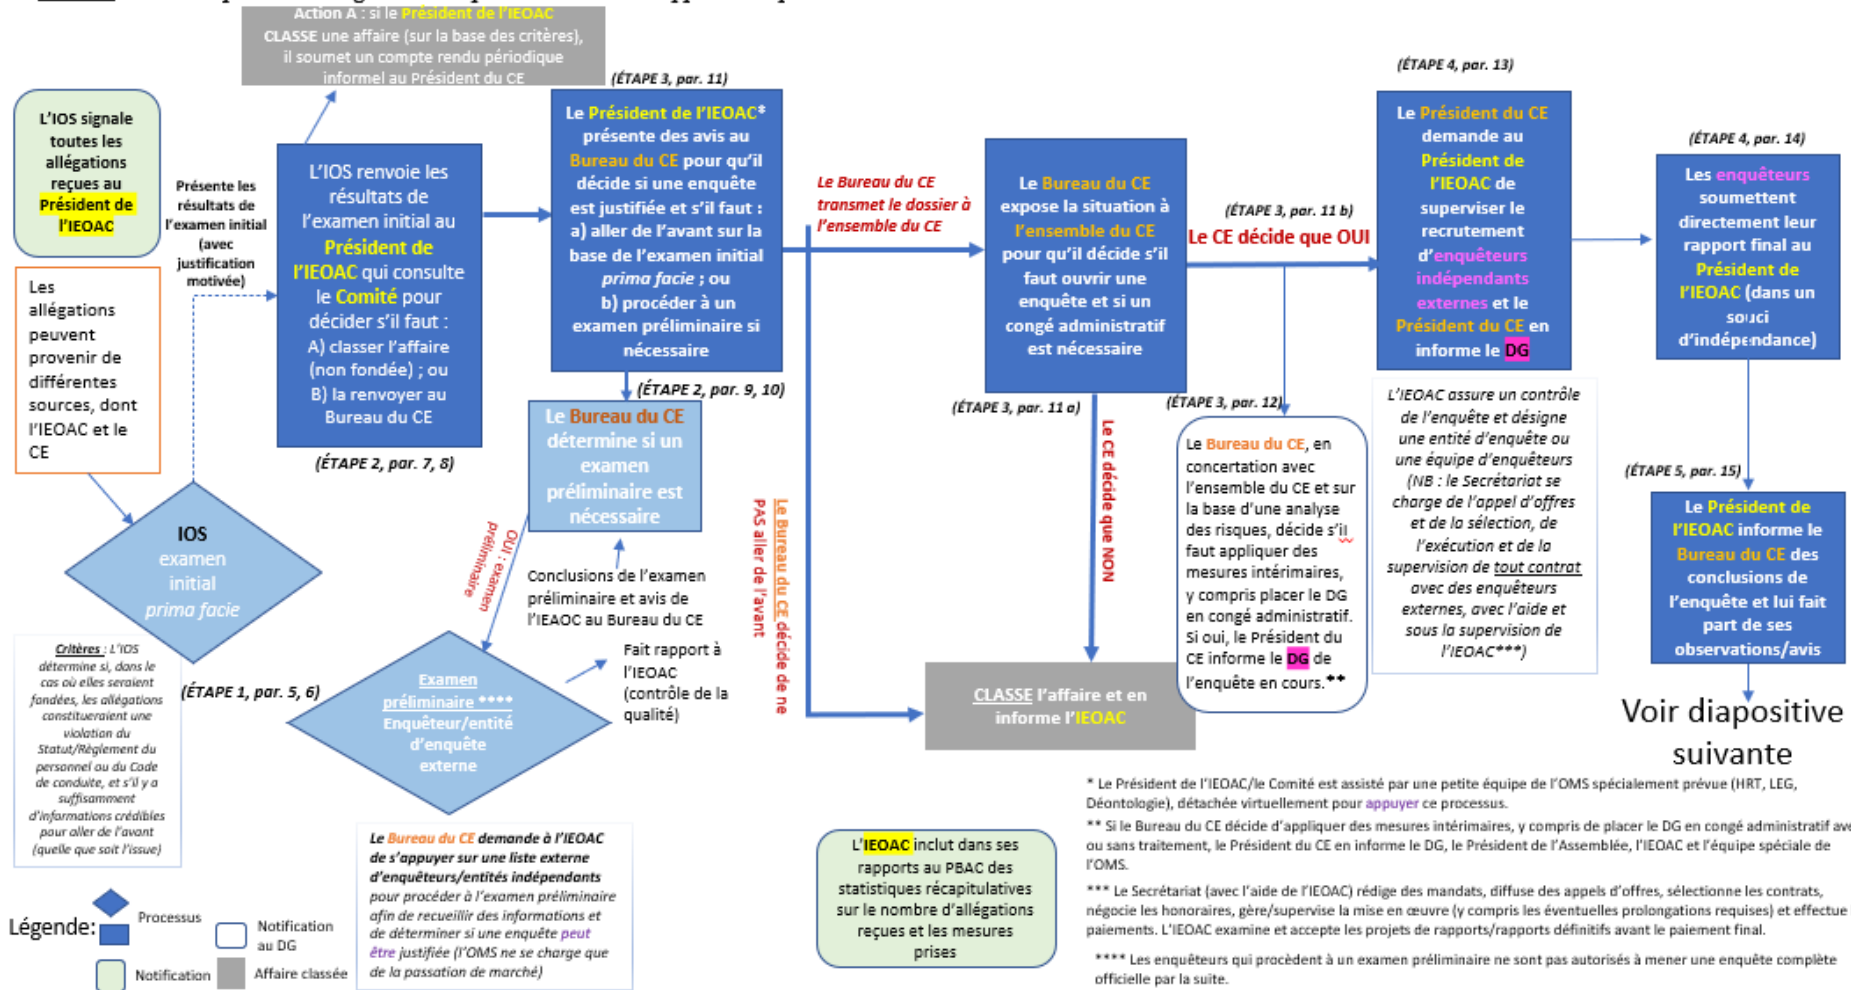 Action A : si le Président de l'IEOAC
CLASSE une affaire (sur la base des critères),
il soumet un compte rendu périodique
informel au Président du CE
L'IOS signale
toutes les
allégations
reçues au
Président de
l'IEOAC
Les
allégations
peuvent
provenir de
différentes
sources, dont
l'IEOAC et le
CE
IOS
examen
initial
prima facie
Critères : L'IOS
détermine si, dans le
cas où elles seraient
fondées, les allégations
constitueraient une
violation du
Statut/Règlement du
personnel ou du Code
de conduite, et s'il y a
suffisamment
d'informations crédibles
pour aller de l'avant
(quelle que soit l'issue)
(ÉTAPE 1, par. 5, 6)
Présente les
résultats de
l'examen initial
(avec
justification
motivée)
L'IOS renvoie les
résultats de
l'examen initial au
Président de
l'IEOAC qui consulte
le Comité pour
décider s'il faut :
A) classer l'affaire
(non fondée) ; ou
B) la renvoyer au
Bureau du CE
(ÉTAPE 2, par. 7, 8)
(ÉTAPE 3, par. 11)
Le Président de l'IEOAC*
présente des avis au
Bureau du CE pour qu'il
décide si une enquête
est justifiée et s'il faut :
a) aller de l'avant sur la
base de l'examen initial
prima facie ; ou
b) procéder à un
examen préliminaire si
nécessaire
(ÉTAPE 2, par. 9, 10)
Le Bureau du CE
détermine si un
examen
préliminaire est
nécessaire
OUI : examen
préliminaire
Conclusions de l'examen
préliminaire et avis de
l'IEAOC au Bureau du CE
Examen
préliminaire ****
Enquêteur/entité
d'enquête
externe
Fait rapport à
l'IEOAC
(contrôle de la
qualité)
Le Bureau du CE demande à l'IEOAC
de s'appuyer sur une liste externe
d'enquêteurs/entités indépendants
pour procéder à l'examen préliminaire
afin de recueillir des informations et
de déterminer si une enquête peut
être justifiée (l'OMS ne se charge que
de la passation de marché)
Le Bureau du CE
transmet le dossier à
l'ensemble du CE
Le Bureau du CE décide de ne
PAS aller de l'avant
Le Bureau du CE
expose la situation à
l'ensemble du CE
pour qu'il décide s'il
faut ouvrir une
enquête et si un
congé administratif
est nécessaire
(ÉTAPE 3, par. 11 a)
Le CE décide que NON
CLASSE l'affaire et en
informe l'IEOAC
(ÉTAPE 3, par. 11 b)
Le CE décide que OUI
(ÉTAPE 3, par. 12)
Le Bureau du CE, en
concertation avec
l'ensemble du CE et sur
la base d'une analyse
des risques, décide s'il
faut appliquer des
mesures intérimaires,
y compris placer le DG
en congé administratif.
Si oui, le Président du
CE informe le DG de
l'enquête en cours.**
(ÉTAPE 4, par. 13)
Le Président du CE
demande au
Président de
l'IEOAC de
superviser le
recrutement
d'enquêteurs
indépendants
externes et le
Président du CE en
informe le DG
L'IEOAC assure un contrôle
de l'enquête et désigne
une entité d'enquête ou
une équipe d'enquêteurs
(NB : le Secrétariat se
charge de l'appel d'offres
et de la sélection, de
l'exécution et de la
supervision de tout contrat
avec des enquêteurs
externes, avec l'aide et
sous la supervision de
l'IEOAC***)
(ÉTAPE 4, par. 14)
Les enquêteurs
soumettent
directement leur
rapport final au
Président de
l'IEOAC (dans un
souci
d'indépendance)
(ÉTAPE 5, par. 15)
Le Président de
l'IEOAC informe le
Bureau du CE des
conclusions de
l'enquête et lui fait
part de ses
observations/avis
Voir diapositive
suivante
Légende:
Processus
Notification
au DG
Notification
Affaire classée
L'IEOAC inclut dans ses
rapports au PBAC des
statistiques récapitulatives
sur le nombre d'allégations
reçues et les mesures
prises
* Le Président de l'IEOAC/le Comité est assisté par une petite équipe de l'OMS spécialement prévue (HRT, LEG,
Déontologie), détachée virtuellement pour appuyer ce processus.
** Si le Bureau du CE décide d'appliquer des mesures intérimaires, y compris de placer le DG en congé administratif ave
ou sans traitement, le Président du CE en informe le DG, le Président de l'Assemblée, l'IEOAC et l'équipe spéciale de
l'OMS.
*** Le Secrétariat (avec l'aide de l'IEOAC) rédige des mandats, diffuse des appels d'offres, sélectionne les contrats,
négocie les honoraires, gère/supervise la mise en œuvre (y compris les éventuelles prolongations requises) et effectue
paiements. L'IEOAC examine et accepte les projets de rapports/rapports définitifs avant le paiement final.
**** Les enquêteurs qui procèdent à un examen préliminaire ne sont pas autorisés à mener une enquête complète
officielle par la suite.